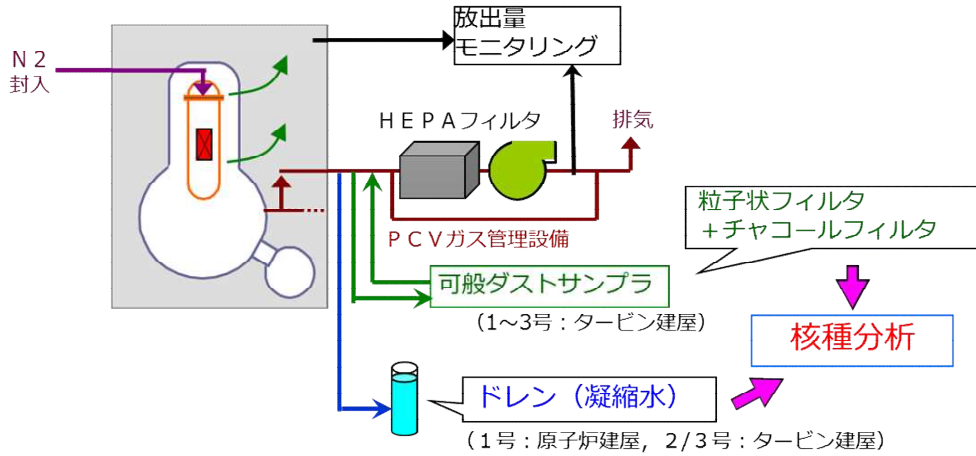 放出量
モニタリング
Ｎ２
封入
ＨＥＰＡフィルタ
排気
粒子状フィルタ
＋チャコールフィルタ
ＰＣＶガス管理設備
可般ダストサンプラ
（1～3号：タービン建屋）
核種分析
ドレン（凝縮水）
（１号：原子炉建屋，２/３号：タービン建屋）